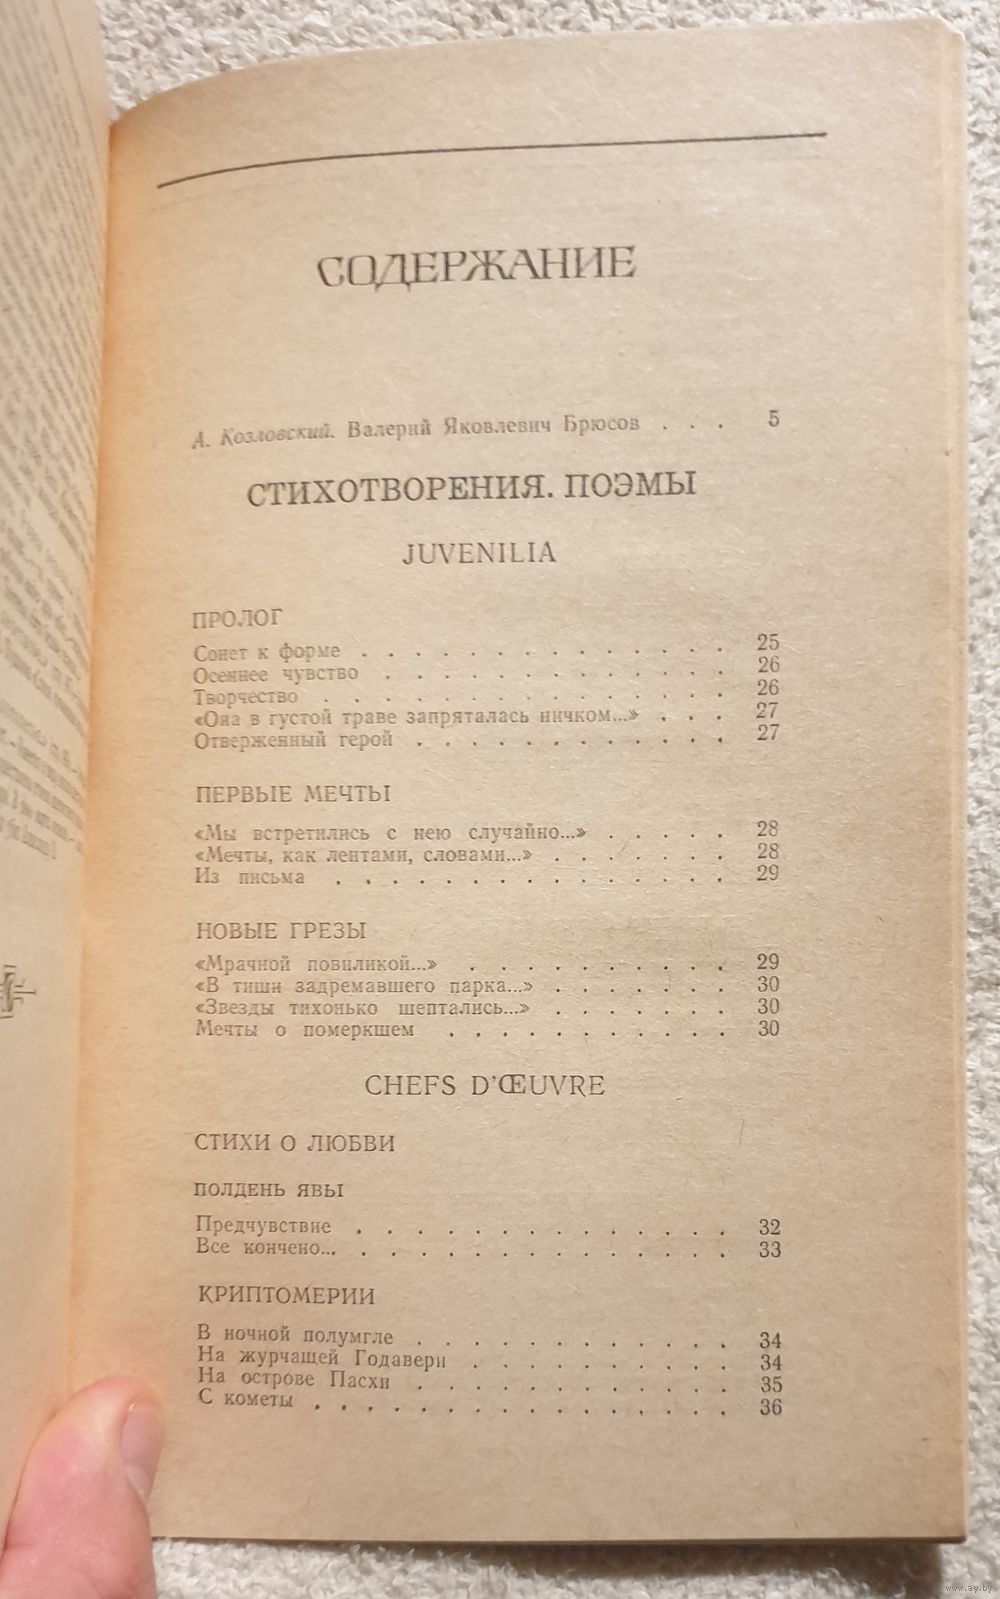 СОДЕРЖАНИЕ
А. Козловский. Валерий Яковлевич Брюсов . . . 5
СТИХОТВОРЕНИЯ. ПОЭМЫ
JUVENILIA
ПРОЛОГ
Сонет к форме . . . . . . . . . . . . . . 25
Осеннее чувство . . . . . . . . . . . . . 26
Творчество . . . . . . . . . . . . . . . 26
«Она в густой траве запряталась ничком...» . . . 27
Отверженный герой . . . . . . . . . . . . 27
ПЕРВЫЕ МЕЧТЫ
«Мы встретились с нею случайно...» . . . . . 28
«Мечты, как лентами, словами...» . . . . . . . 28
Из письма . . . . . . . . . . . . . . . 29
НОВЫЕ ГРЕЗЫ
«Мрачной повиликой...» . . . . . . . . . . 29
«В тиши задремавшего парка...» . . . . . . . 30
«Звезды тихонько шептались...» . . . . . . . 30
Мечты о померкшем . . . . . . . . . . . 30
CHEFS D'ŒUVRE
СТИХИ О ЛЮБВИ
ПОЛДЕНЬ ЯВЫ
Предчувствие . . . . . . . . . . . . . . 32
Все кончено... . . . . . . . . . . . . . . 33
КРИПТОМЕРИИ
В ночной полумгле . . . . . . . . . . . . 34
На журчащей Годавери . . . . . . . . . . 34
На острове Пасхи . . . . . . . . . . . . 35
С кометы . . . . . . . . . . . . . . . . 36
www.ay.by